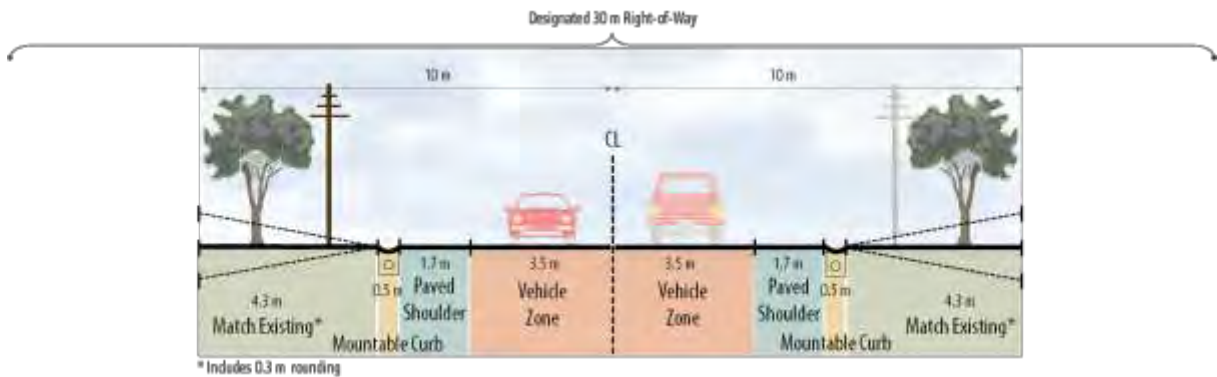 Designated 30 m Right-of-Way
10 m
10 m
CL
4.3 m
Match Existing*
0.5 m
Mountable Curb
1.7 m
Paved
Shoulder
3.5 m
Vehicle
Zone
3.5 m
Vehicle
Zone
1.7 m
Paved
Shoulder
0.5 m
Mountable Curb
4.3 m
Match Existing*
* Includes 0.3 m rounding